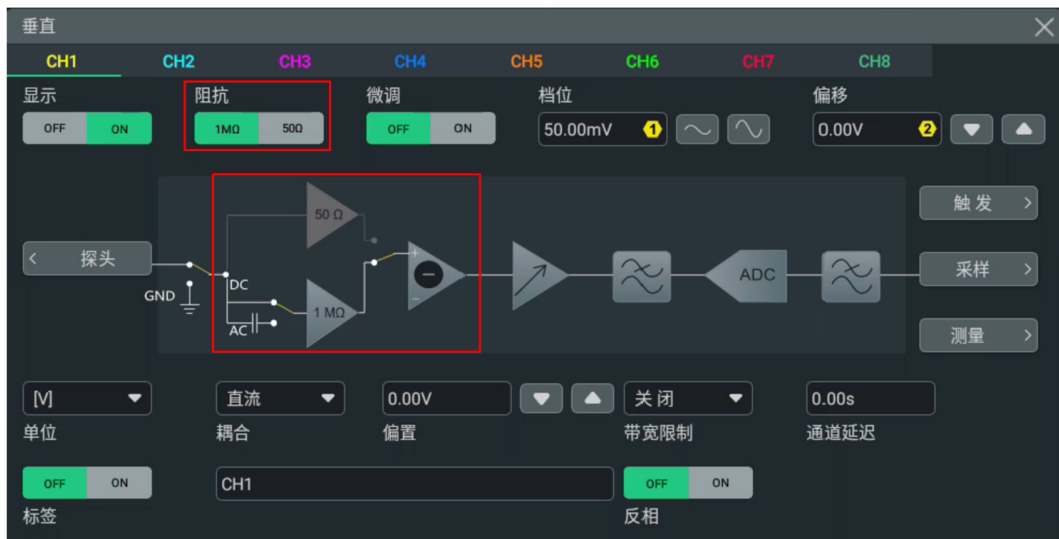 垂直
CH1 CH2 CH3 CH4 CH5 CH6 CH7 CH8
显示 阻抗 微调 档位 偏移
OFF ON 1MΩ 50Ω OFF ON 50.00mV 1 0.00V 2
触发
50 Ω
探头 ADC 采样
GND DC
AC 1 MΩ
测量
[V] 直流 0.00V 关闭 0.00s
单位 耦合 偏置 带宽限制 通道延迟
OFF ON CH1 OFF ON
标签 反相